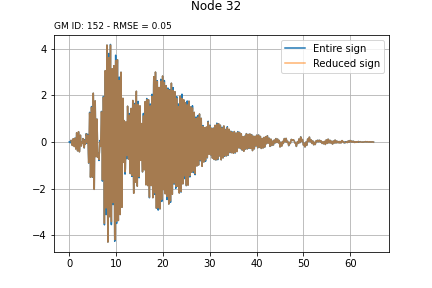 Node 32
GM ID: 152 - RMSE = 0.05
Entire sign
Reduced sign
4
2
0
−2
−4
0 10 20 30 40 50 60